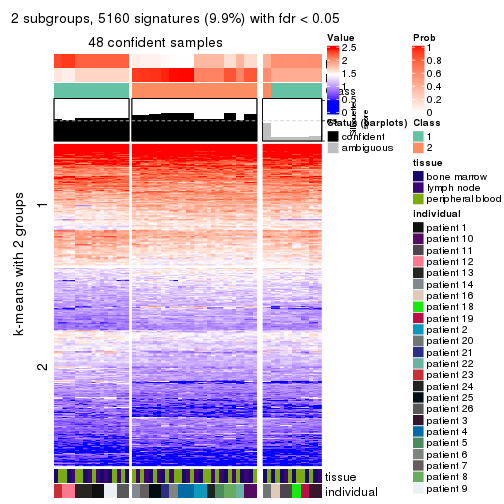 2 subgroups, 5160 signatures (9.9%) with fdr < 0.05
48 confident samples
k-means with 2 groups
1
2
tissue
individual
Value
2.5
2
1.5
1
0.5
0
Status (barplots)
confident
ambiguous
Prob
1
0.8
0.6
0.4
0.2
0
Class
1
2
tissue
bone marrow
lymph node
peripheral blood
individual
patient 1
patient 10
patient 11
patient 12
patient 13
patient 14
patient 16
patient 18
patient 19
patient 2
patient 20
patient 21
patient 22
patient 23
patient 24
patient 25
patient 26
patient 3
patient 4
patient 5
patient 6
patient 7
patient 8
patient 9